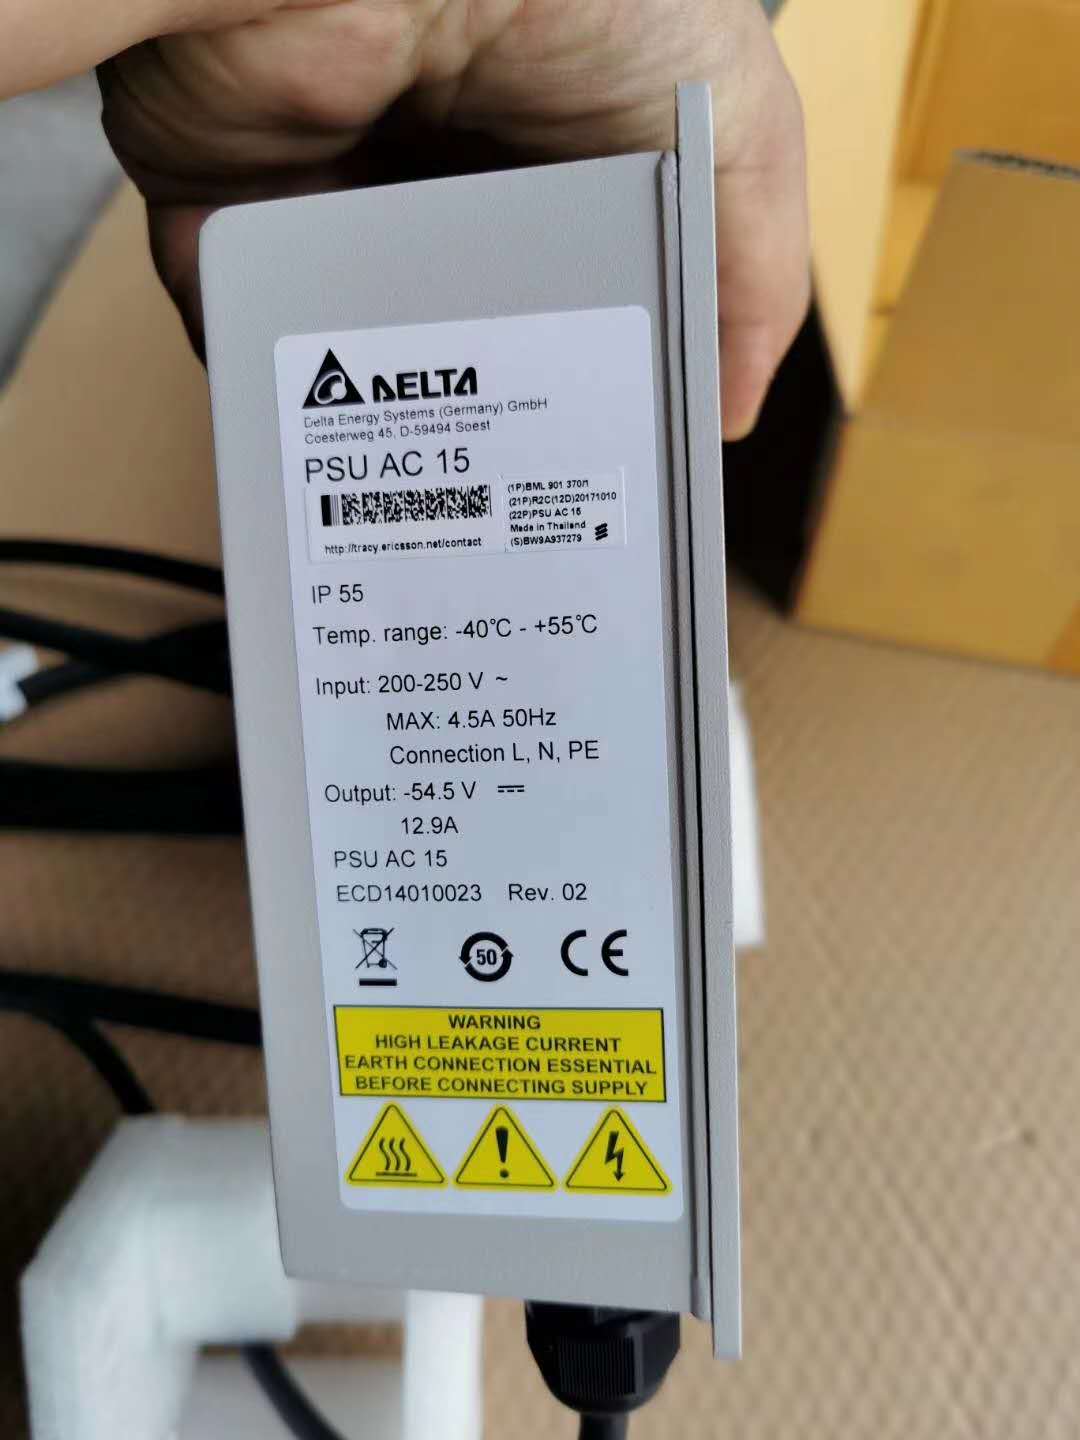 DELTA
Delta Energy Systems (Germany) GmbH
Coesterweg 45, D-59494 Soest
PSU AC 15
(1P)BML 901 370/1
(21P)R2C(12D)20171010
(22P)PSU AC 15
Made in Thailand
(S)BW9A937279
http://tracy.ericsson.net/contact
IP 55
Temp. range: -40°C - +55°C
Input: 200-250 V ~
MAX: 4.5A 50Hz
Connection L, N, PE
Output: -54.5 V ⎓
12.9A
PSU AC 15
ECD14010023 Rev. 02
50
CE
WARNING
HIGH LEAKAGE CURRENT
EARTH CONNECTION ESSENTIAL
BEFORE CONNECTING SUPPLY